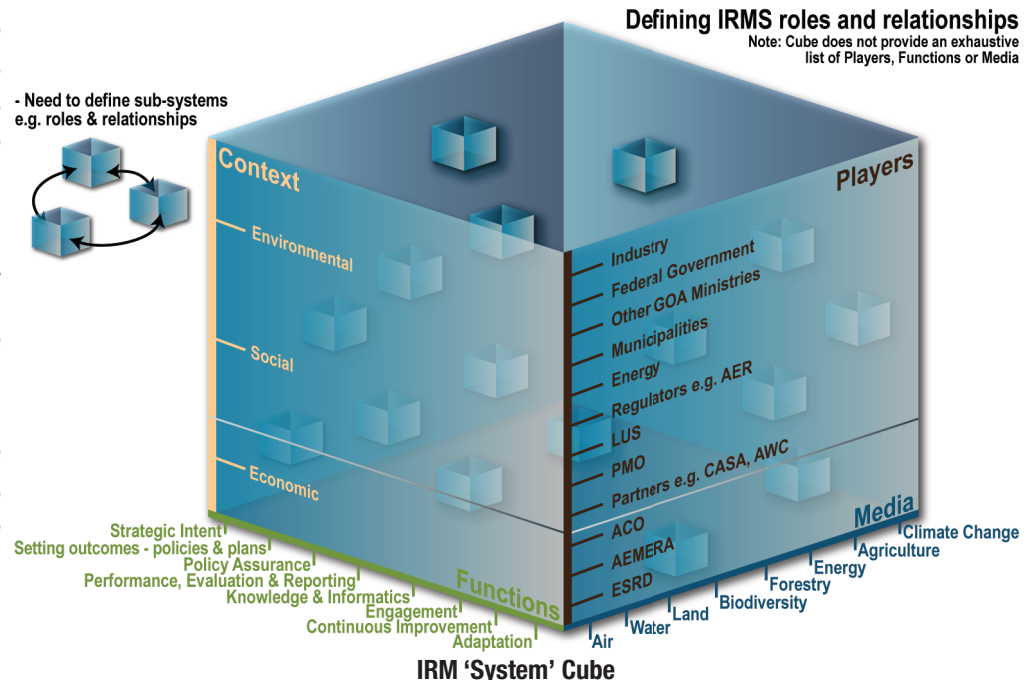 Defining IRMS roles and relationships
Note: Cube does not provide an exhaustive
list of Players, Functions or Media
- Need to define sub-systems
e.g. roles & relationships
Context
Environmental
Social
Economic
Players
Industry
Federal Government
Other GOA Ministries
Municipalities
Energy
Regulators e.g. AER
LUS
PMO
Partners e.g. CASA, AWC
ACO
AEMERA
ESRD
Functions
Strategic Intent
Setting outcomes - policies & plans
Policy Assurance
Performance, Evaluation & Reporting
Knowledge & Informatics
Engagement
Continuous Improvement
Adaptation
Media
Climate Change
Agriculture
Energy
Forestry
Biodiversity
Land
Water
Air
IRM ‘System’ Cube